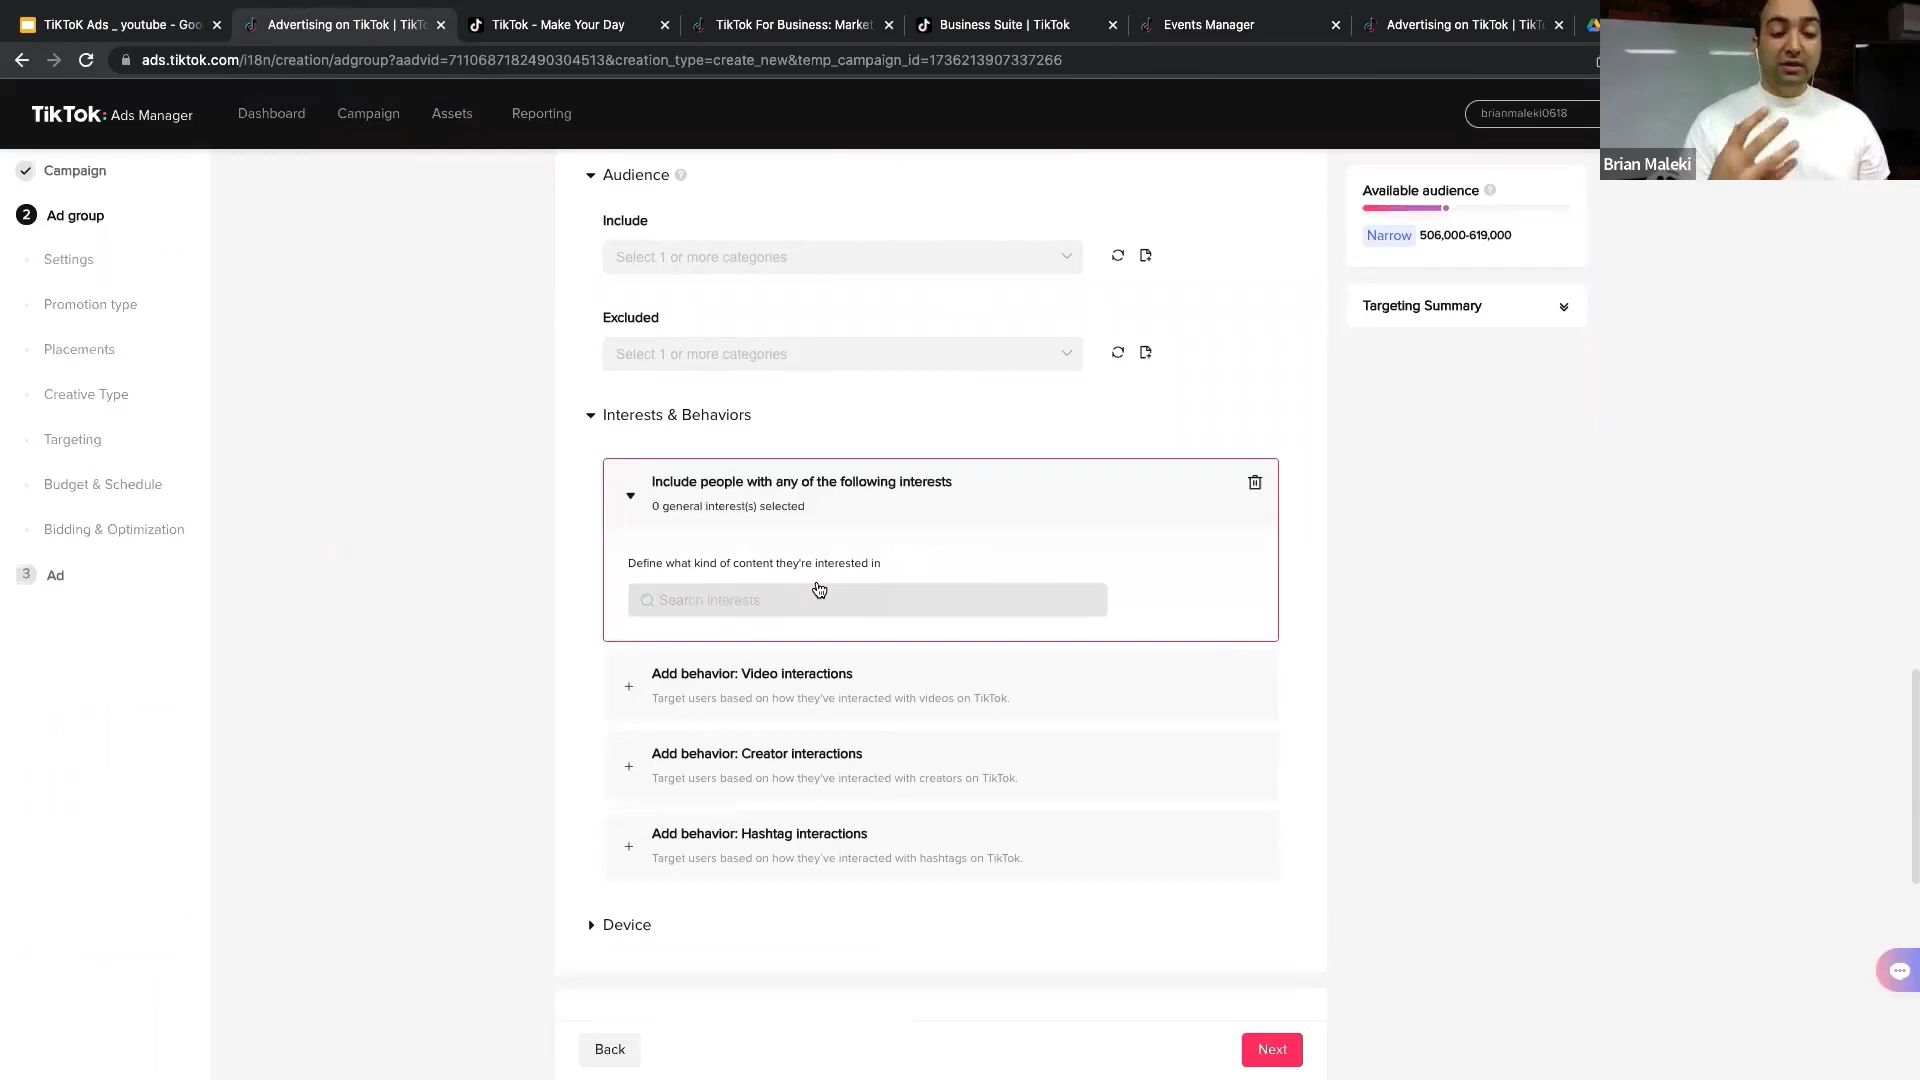 TiKToK Ads _ youtube - Goo
Advertising on TikTok | TikTo
TikTok - Make Your Day
TikTok For Business: Market
Business Suite | TikTok
Events Manager
Advertising on TikTok | TikTo
ads.tiktok.com/i18n/creation/adgroup?aadvid=7110687182490304513&creation_type=create_new&temp_campaign_id=1736213907337266
TikTok: Ads Manager
Dashboard
Campaign
Assets
Reporting
brianmaleki0618
Brian Maleki
Campaign
2 Ad group
Settings
Promotion type
Placements
Creative Type
Targeting
Budget & Schedule
Bidding & Optimization
3 Ad
Audience ?
Include
Select 1 or more categories
Excluded
Select 1 or more categories
Interests & Behaviors
Include people with any of the following interests
0 general interest(s) selected
Define what kind of content they're interested in
Search interests
Add behavior: Video interactions
Target users based on how they've interacted with videos on TikTok.
Add behavior: Creator interactions
Target users based on how they've interacted with creators on TikTok.
Add behavior: Hashtag interactions
Target users based on how they've interacted with hashtags on TikTok.
Device
Back
Next
Available audience ?
Narrow 506,000-619,000
Targeting Summary